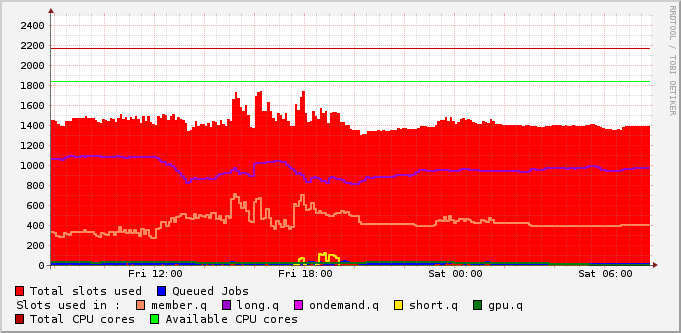 2400
2200
2000
1800
1600
1400
1200
1000
800
600
400
200
0
Fri 12:00 Fri 18:00 Sat 00:00 Sat 06:00
Total slots used Queued Jobs
Slots used in : member.q long.q ondemand.q short.q gpu.q
Total CPU cores Available CPU cores
RRDTOOL / TOBI OETIKER